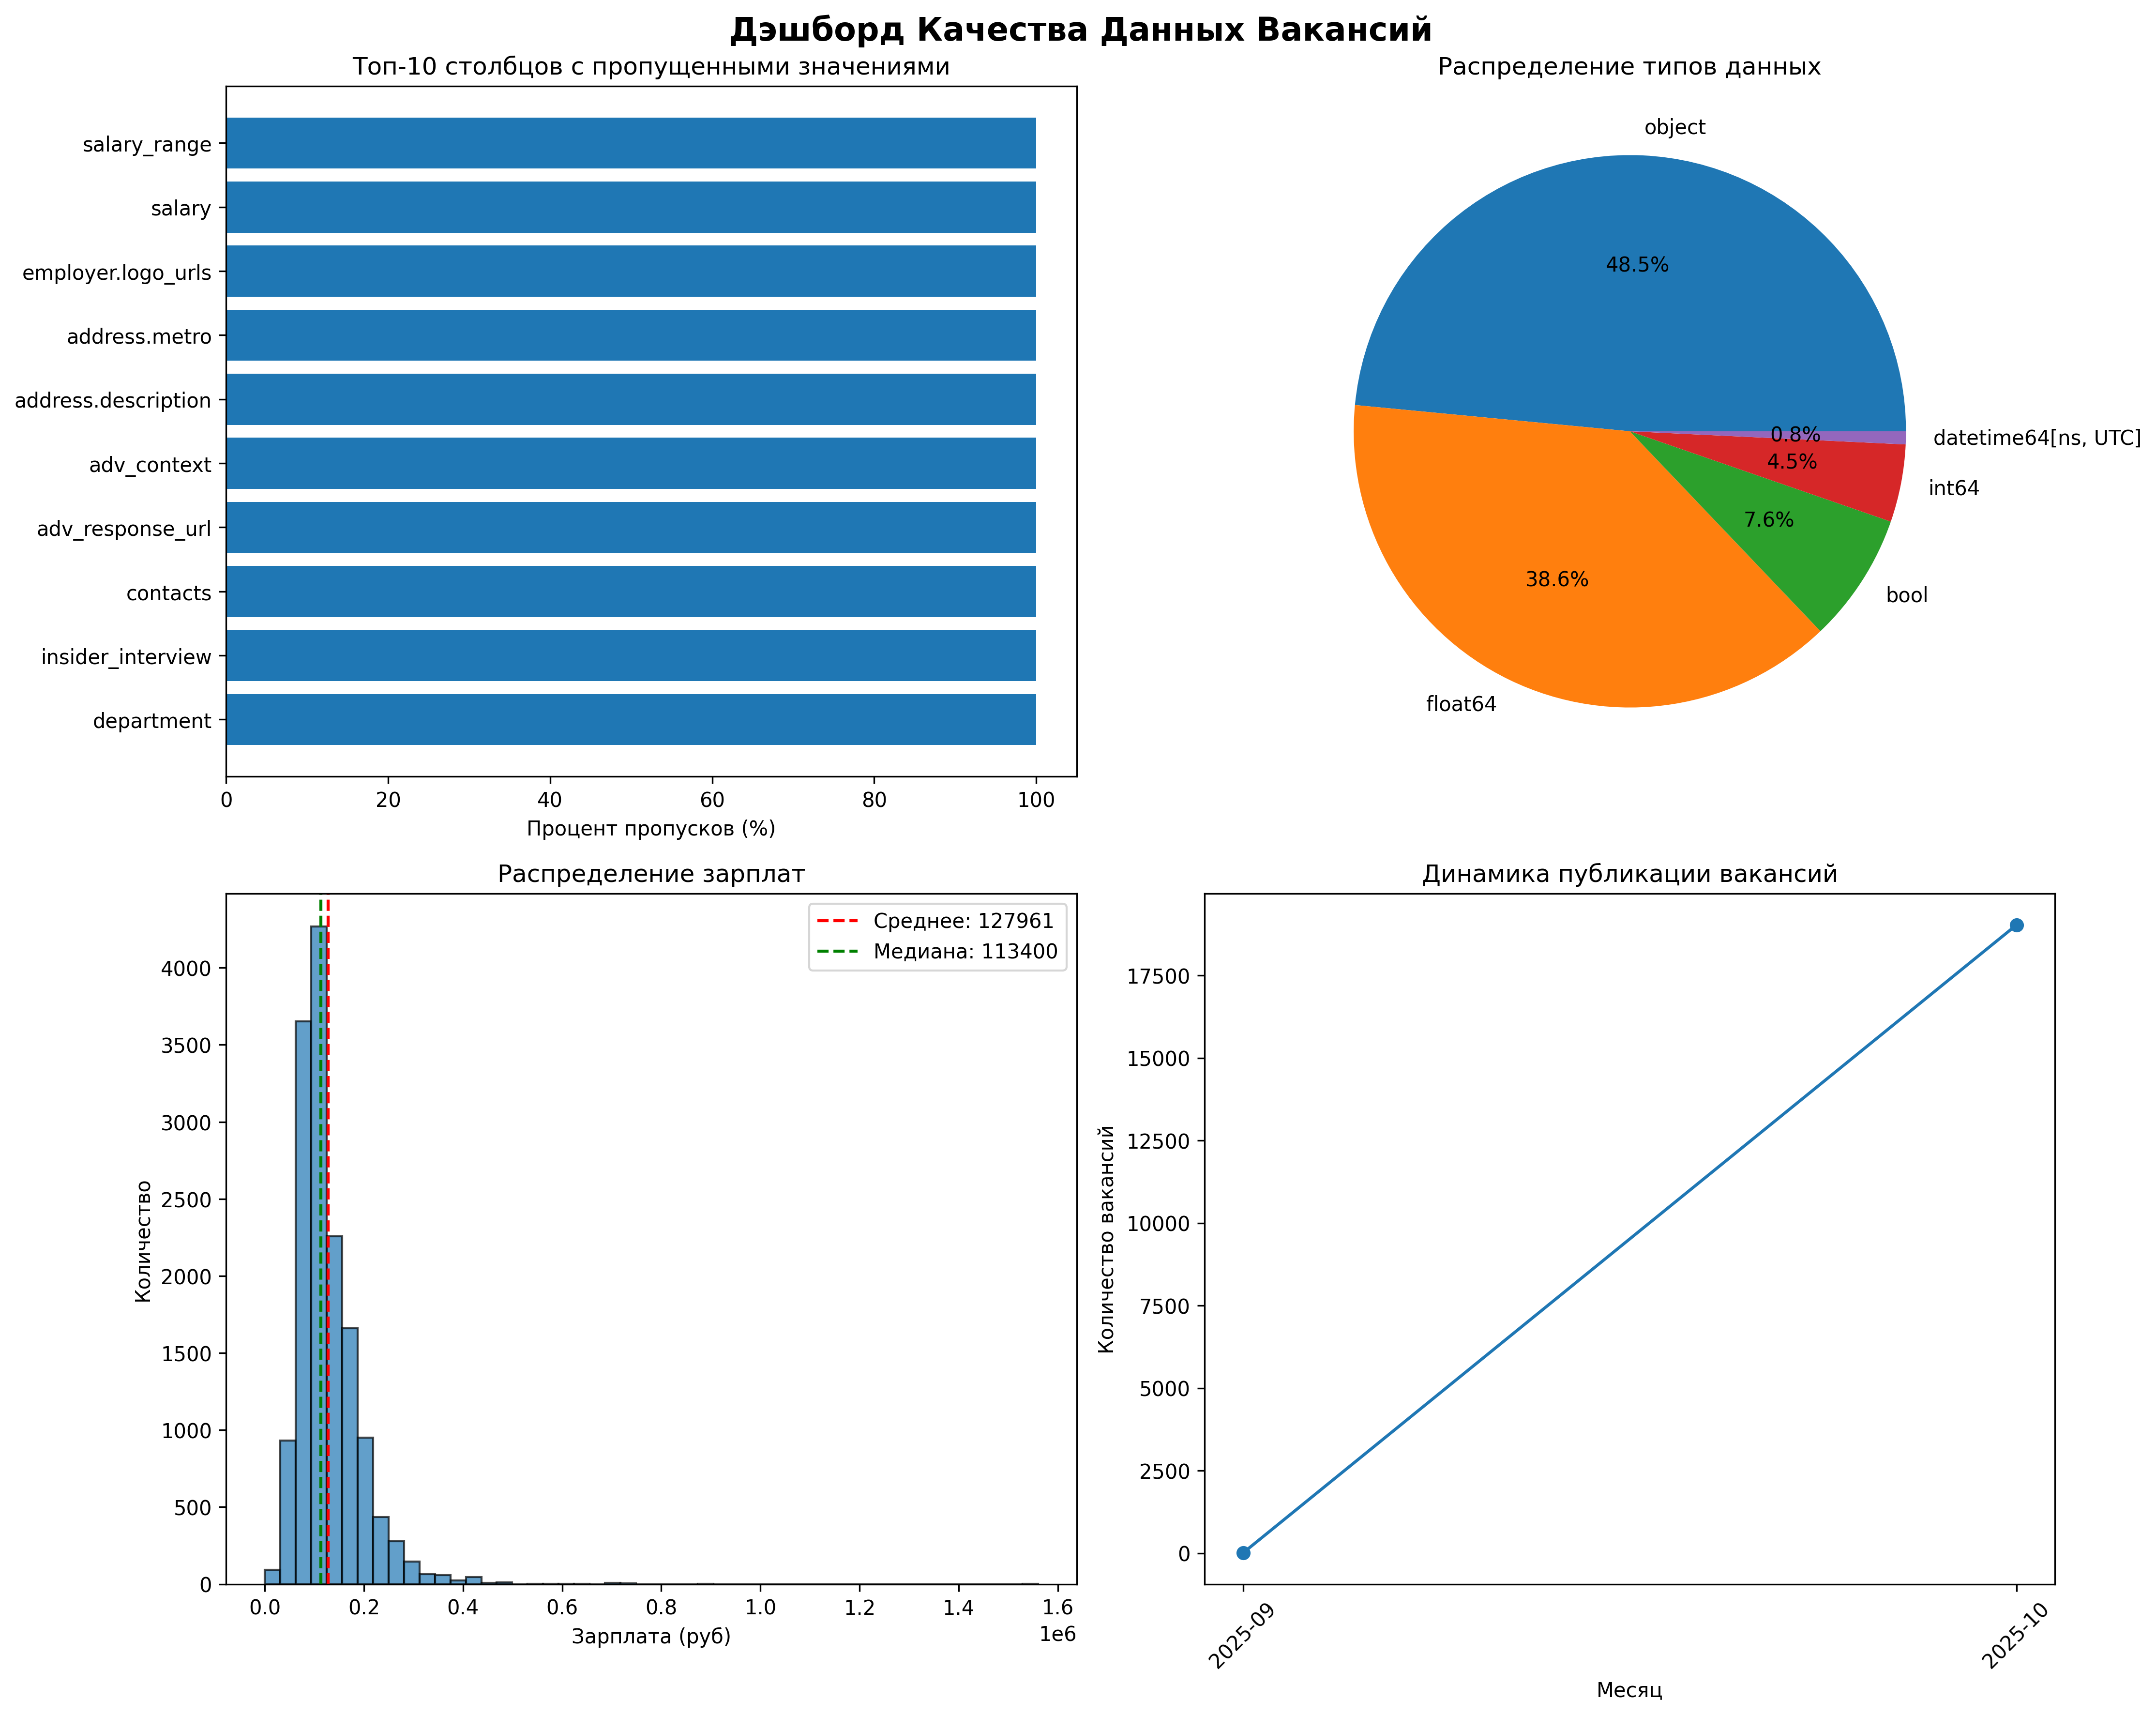 Дэшборд Качества Данных Вакансий
Топ-10 столбцов с пропущенными значениями
salary_range
salary
employer.logo_urls
address.metro
address.description
adv_context
adv_response_url
contacts
insider_interview
department
0 20 40 60 80 100
Процент пропусков (%)
Распределение типов данных
object
48.5%
0.8%
datetime64[ns, UTC]
4.5%
int64
7.6%
38.6%
bool
float64
Распределение зарплат
Среднее: 127961
Медиана: 113400
4000
3500
3000
2500
2000
1500
1000
500
0
Количество
0.0 0.2 0.4 0.6 0.8 1.0 1.2 1.4 1.6
1e6
Зарплата (руб)
Динамика публикации вакансий
17500
15000
12500
10000
7500
5000
2500
0
Количество вакансий
2025-09 2025-10
Месяц